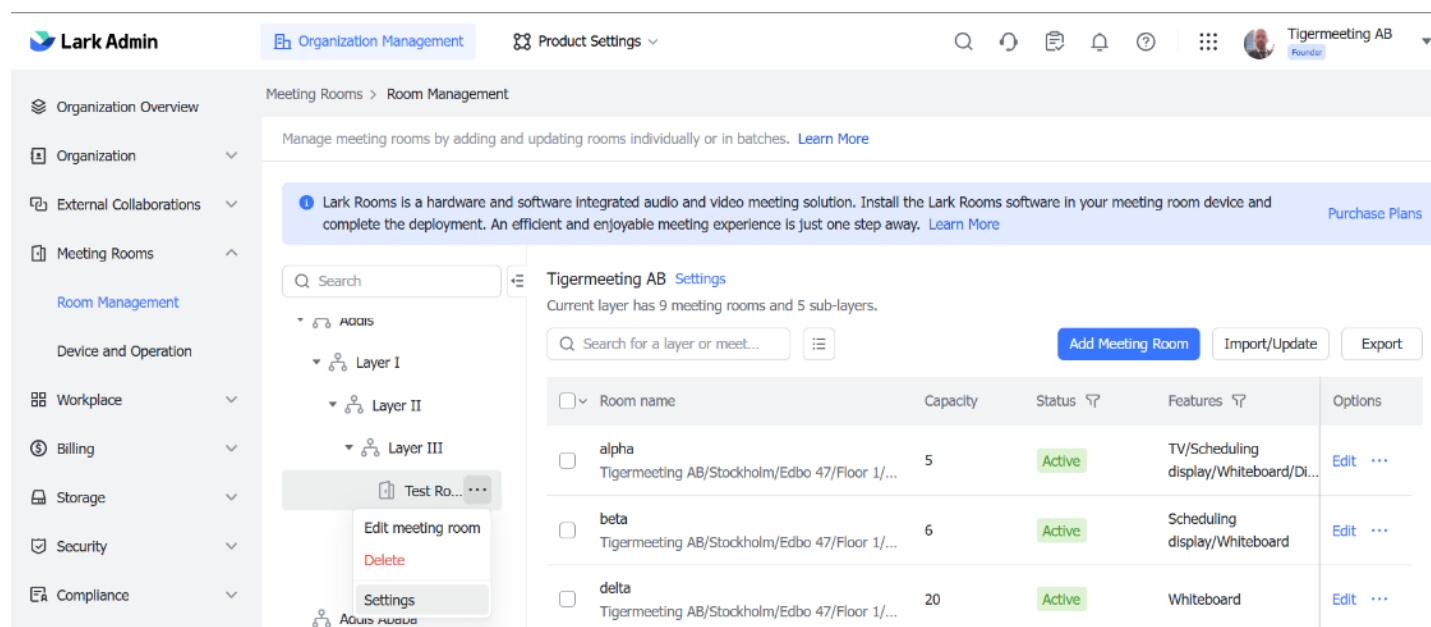 Lark Admin
Organization Management
Product Settings
Tigermeeting AB
Founder
Organization Overview
Organization
External Collaborations
Meeting Rooms
Room Management
Device and Operation
Workplace
Billing
Storage
Security
Compliance
Meeting Rooms > Room Management
Manage meeting rooms by adding and updating rooms individually or in batches. Learn More
Lark Rooms is a hardware and software integrated audio and video meeting solution. Install the Lark Rooms software in your meeting room device and
complete the deployment. An efficient and enjoyable meeting experience is just one step away. Learn More
Purchase Plans
Search
Addis
Layer I
Layer II
Layer III
Test Ro...
Edit meeting room
Delete
Settings
Addis Ababa
Tigermeeting AB Settings
Current layer has 9 meeting rooms and 5 sub-layers.
Search for a layer or meet...
Add Meeting Room
Import/Update
Export
Room name Capacity Status Features Options
alpha
Tigermeeting AB/Stockholm/Edbo 47/Floor 1/...
5
Active
TV/Scheduling
display/Whiteboard/Di...
Edit ···
beta
Tigermeeting AB/Stockholm/Edbo 47/Floor 1/...
6
Active
Scheduling
display/Whiteboard
Edit ···
delta
Tigermeeting AB/Stockholm/Edbo 47/Floor 1/...
20
Active
Whiteboard
Edit ···